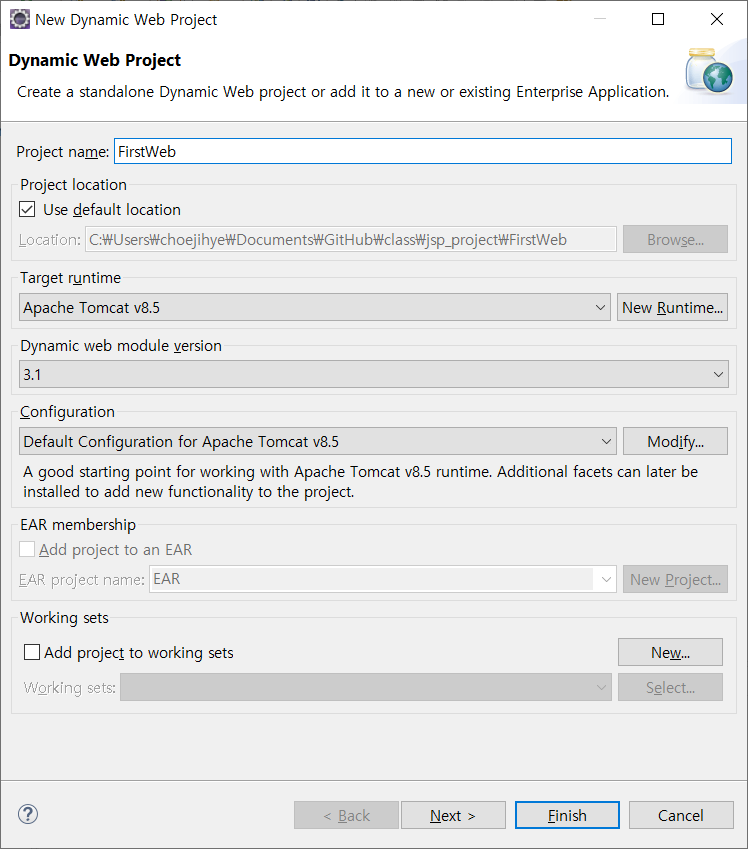 New Dynamic Web Project
Dynamic Web Project
Create a standalone Dynamic Web project or add it to a new or existing Enterprise Application.
Project name: FirstWeb
Project location
Use default location
Location: C:₩Users₩choejihye₩Documents₩GitHub₩class₩jsp_project₩FirstWeb Browse...
Target runtime
Apache Tomcat v8.5 New Runtime...
Dynamic web module version
3.1
Configuration
Default Configuration for Apache Tomcat v8.5 Modify...
A good starting point for working with Apache Tomcat v8.5 runtime. Additional facets can later be
installed to add new functionality to the project.
EAR membership
Add project to an EAR
EAR project name: EAR New Project...
Working sets
Add project to working sets New...
Working sets: Select...
? < Back Next > Finish Cancel